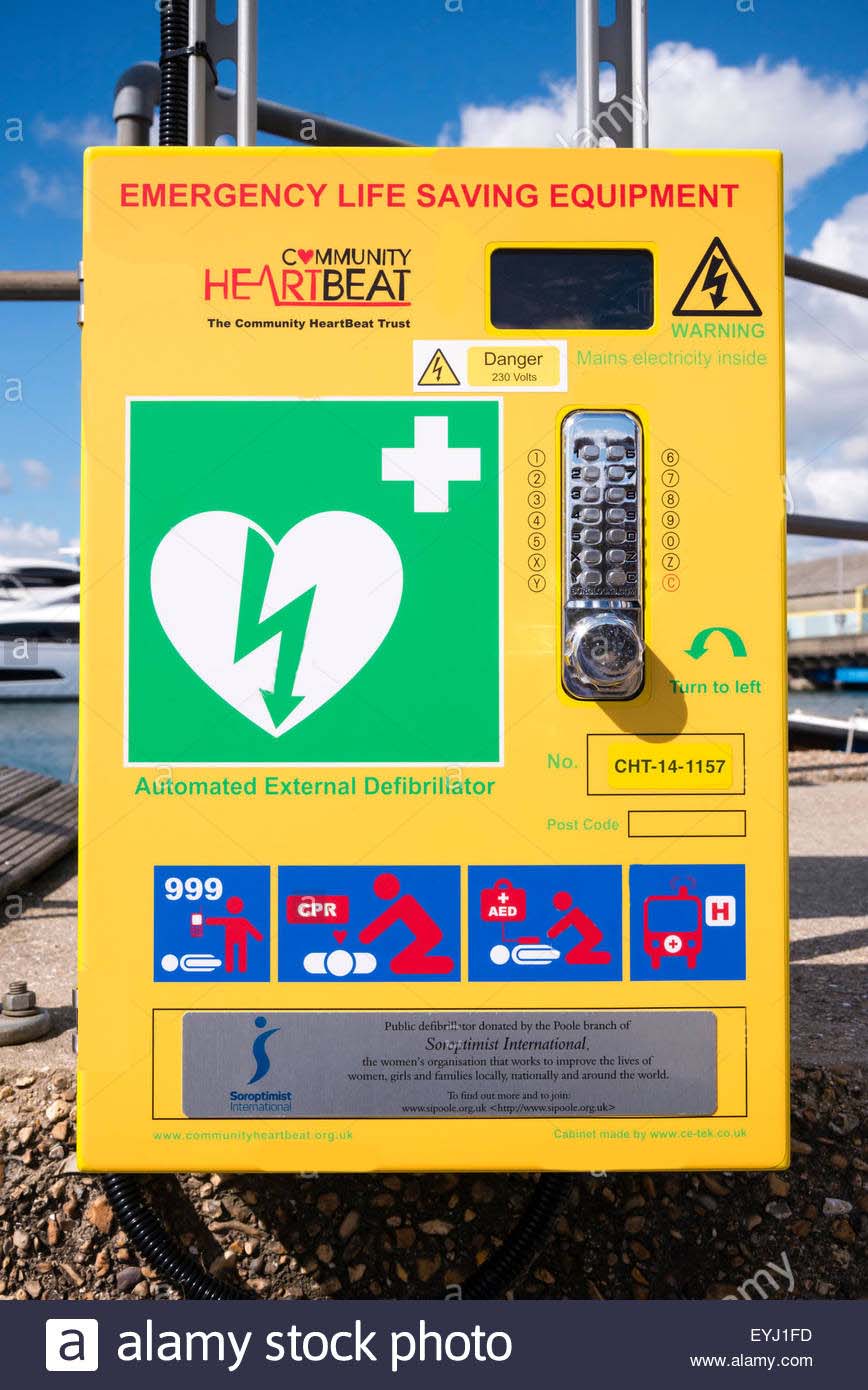 EMERGENCY LIFE SAVING EQUIPMENT
COMMUNITY
HEARTBEAT
The Community HeartBeat Trust
WARNING
Danger
230 Volts
Mains electricity inside
1 6
2 7
3 8
4 9
5 0
X Z
Y C
Turn to left
No. CHT-14-1157
Automated External Defibrillator
Post Code
999
CPR
AED
H
Public defibrillator donated by the Poole branch of
Soroptimist International,
the women's organisation that works to improve the lives of
women, girls and families locally, nationally and around the world.
To find out more and to join:
www.sipoole.org.uk <http://www.sipoole.org.uk>
Soroptimist
International
www.communityheartbeat.org.uk
Cabinet made by www.ce-tek.co.uk
alamy
a alamy stock photo
EYJ1FD
www.alamy.com